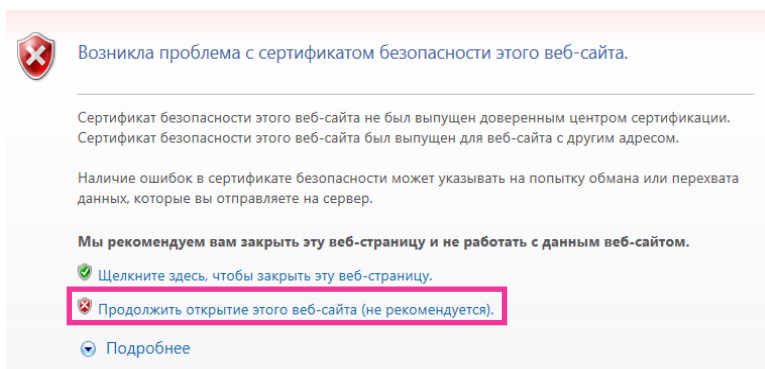 Возникла проблема с сертификатом безопасности этого веб-сайта.
Сертификат безопасности этого веб-сайта не был выпущен доверенным центром сертификации.
Сертификат безопасности этого веб-сайта был выпущен для веб-сайта с другим адресом.
Наличие ошибок в сертификате безопасности может указывать на попытку обмана или перехвата
данных, которые вы отправляете на сервер.
Мы рекомендуем вам закрыть эту веб-страницу и не работать с данным веб-сайтом.
Щелкните здесь, чтобы закрыть эту веб-страницу.
Продолжить открытие этого веб-сайта (не рекомендуется).
Подробнее